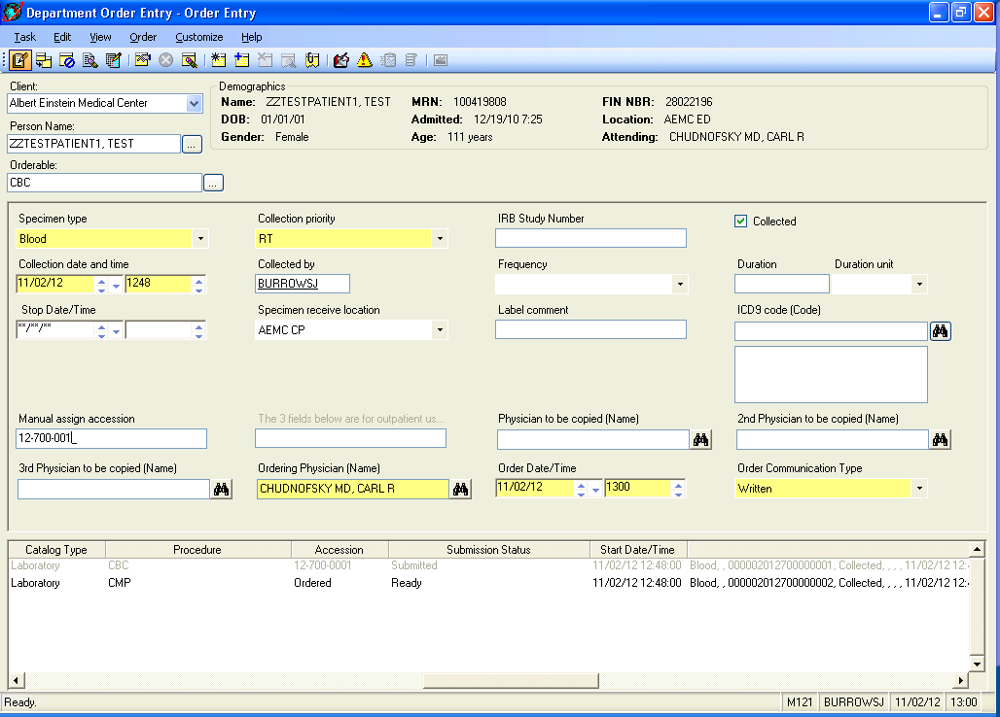 Department Order Entry - Order Entry
Task Edit View Order Customize Help
Client:
Albert Einstein Medical Center
Person Name:
ZZTESTPATIENT1, TEST
...
Orderable:
CBC
...
Demographics
Name: ZZTESTPATIENT1, TEST MRN: 100419808 FIN NBR: 28022196
DOB: 01/01/01 Admitted: 12/19/10 7:25 Location: AEMC ED
Gender: Female Age: 111 years Attending: CHUDNOFSKY MD, CARL R
Specimen type Collection priority IRB Study Number Collected
Blood RT
Collection date and time Collected by Frequency Duration Duration unit
11/02/12 1248 BURROWSJ
Stop Date/Time Specimen receive location Label comment ICD9 code (Code)
**/**/** AEMC CP
Manual assign accession The 3 fields below are for outpatient us... Physician to be copied (Name) 2nd Physician to be copied (Name)
12-700-001_
3rd Physician to be copied (Name) Ordering Physician (Name) Order Date/Time Order Communication Type
CHUDNOFSKY MD, CARL R 11/02/12 1300 Written
Catalog Type Procedure Accession Submission Status Start Date/Time
Laboratory CBC 12-700-0001 Submitted 11/02/12 12:48:00 Blood, , 000002012700000001, Collected, , , , 11/02/12 12:4
Laboratory CMP Ordered Ready 11/02/12 12:48:00 Blood, , 000002012700000002, Collected, , , , 11/02/12 12:4
Ready. M121 BURROWSJ 11/02/12 13:00